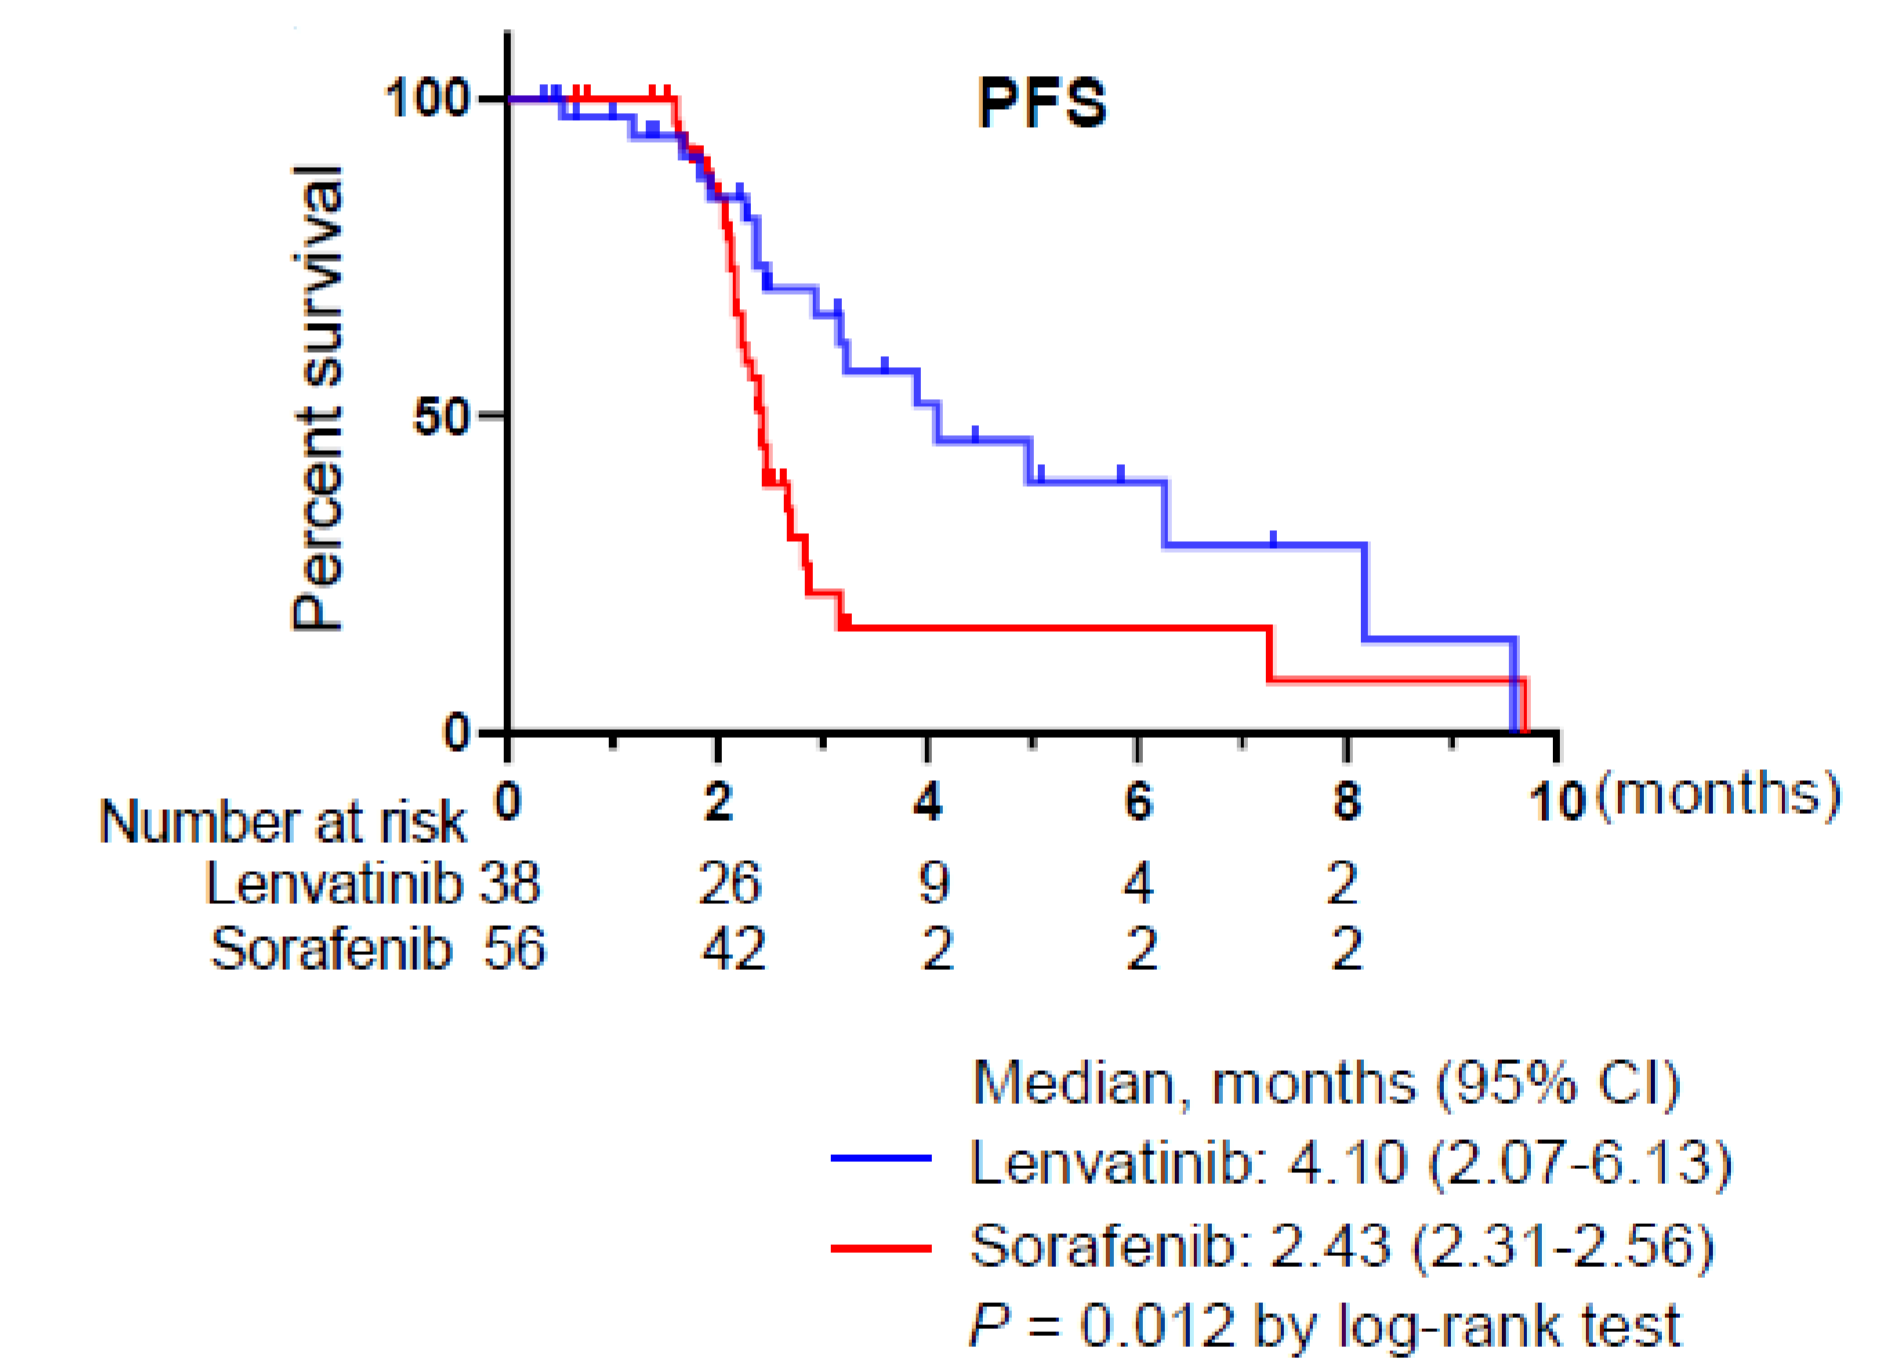 PFS
100
50
0
Percent survival
0 2 4 6 8 10 (months)
Number at risk
Lenvatinib 38 26 9 4 2
Sorafenib 56 42 2 2 2
Median, months (95% CI)
Lenvatinib: 4.10 (2.07-6.13)
Sorafenib: 2.43 (2.31-2.56)
P = 0.012 by log-rank test